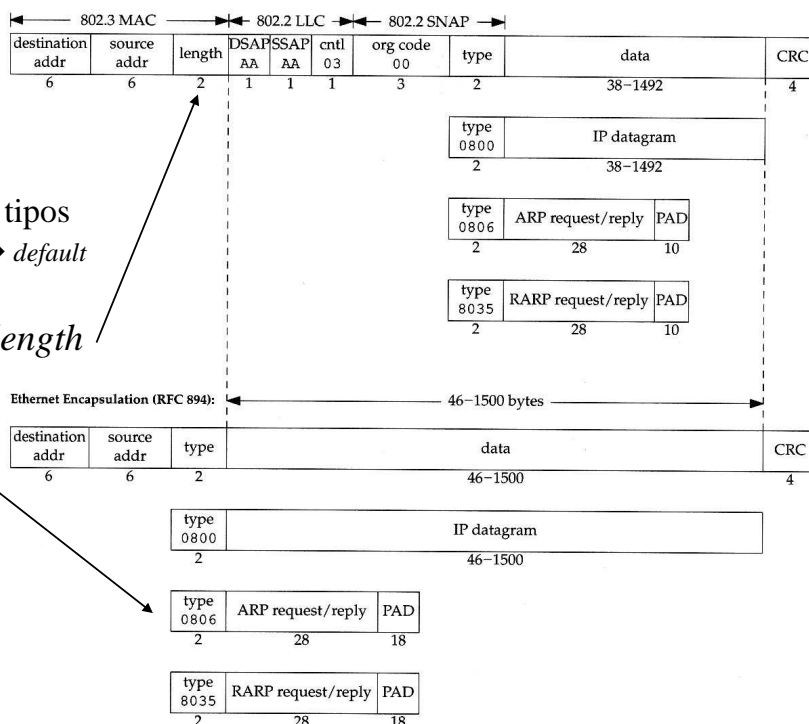 802.3 MAC 802.2 LLC 802.2 SNAP
destination addr source addr length DSAP AA SSAP AA cntl 03 org code 00 type data CRC
6 6 2 1 1 1 3 2 38-1492 4
type 0800 IP datagram
2 38-1492
tipos
default
type 0806 ARP request/reply PAD
2 28 10
type 8035 RARP request/reply PAD
2 28 10
ength
Ethernet Encapsulation (RFC 894): 46-1500 bytes
destination addr source addr type data CRC
6 6 2 46-1500 4
type 0800 IP datagram
2 46-1500
type 0806 ARP request/reply PAD
2 28 18
type 8035 RARP request/reply PAD
2 28 18